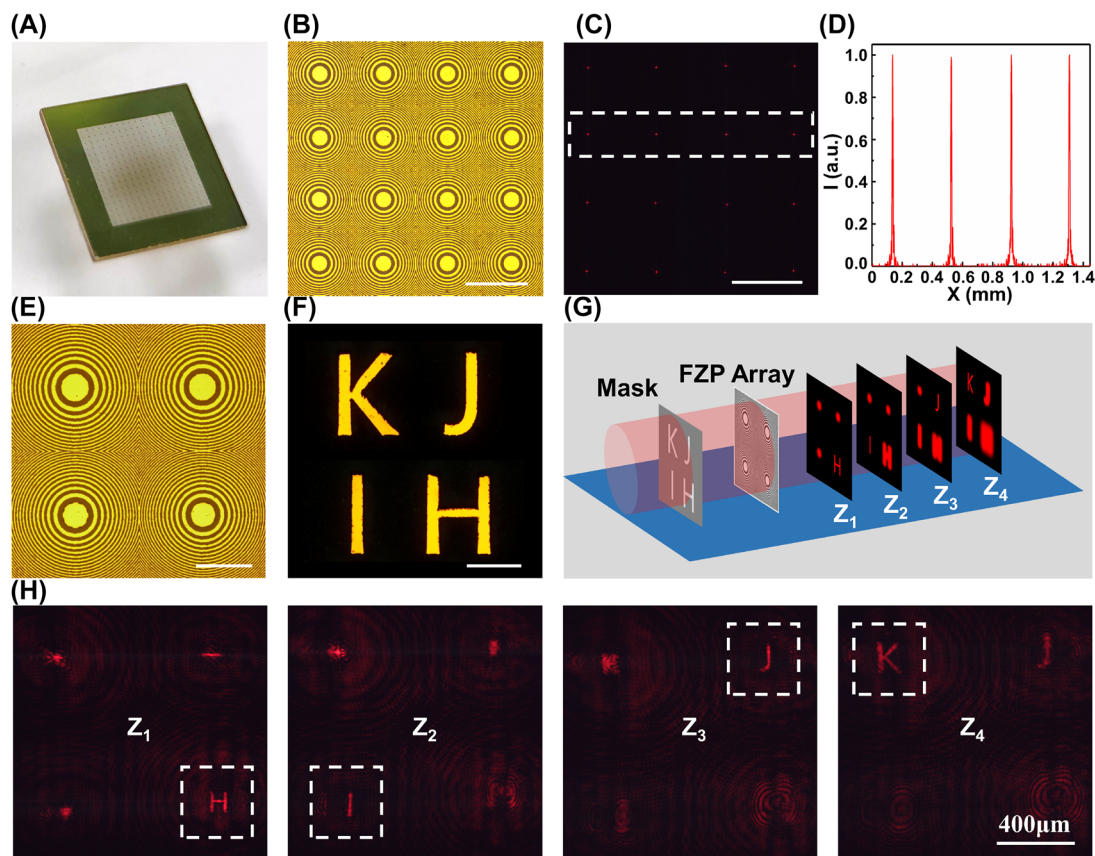 (A)
(B)
(C)
(D)
I (a.u.)
1.0
0.8
0.6
0.4
0.2
0.0
0 0.2 0.4 0.6 0.8 1.0 1.2 1.4
X (mm)
(E)
(F)
K J
I H
(G)
Mask
FZP Array
K J
I H
H
I H
J
I H
K J
I
Z1
Z2
Z3
Z4
(H)
Z1
H
Z2
I
Z3
J
Z4
K J
400μm